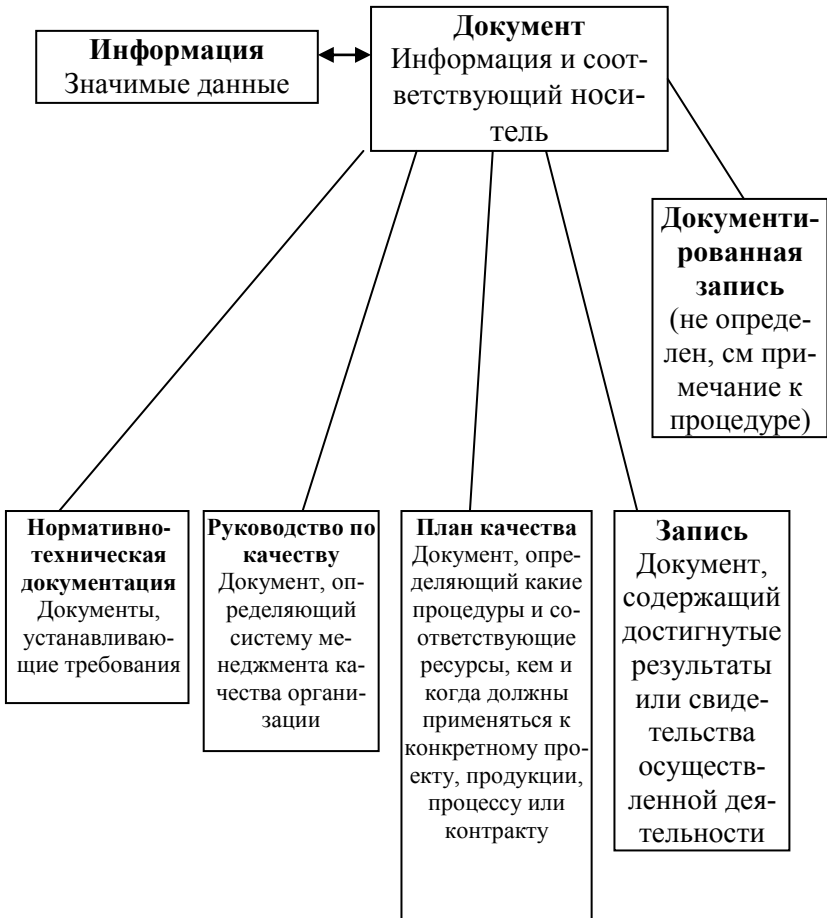 Информация
Значимые данные
Документ
Информация и соот-
ветствующий носи-
тель
Документи-
рованная
запись
(не опреде-
лен, см при-
мечание к
процедуре)
Нормативно-
техническая
документация
Документы,
устанавливаю-
щие требования
Руководство по
качеству
Документ, оп-
ределяющий
систему ме-
неджмента ка-
чества органи-
зации
План качества
Документ, опре-
деляющий какие
процедуры и со-
ответствующие
ресурсы, кем и
когда должны
применяться к
конкретному про-
екту, продукции,
процессу или
контракту
Запись
Документ,
содержащий
достигнутые
результаты
или свиде-
тельства
осуществ-
ленной дея-
тельности